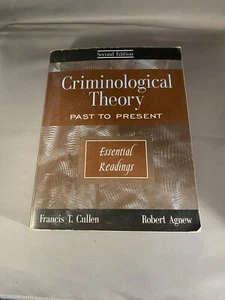 Second Edition
Criminological
Theory
PAST TO PRESENT
Essential
Readings
Francis T. Cullen Robert Agnew